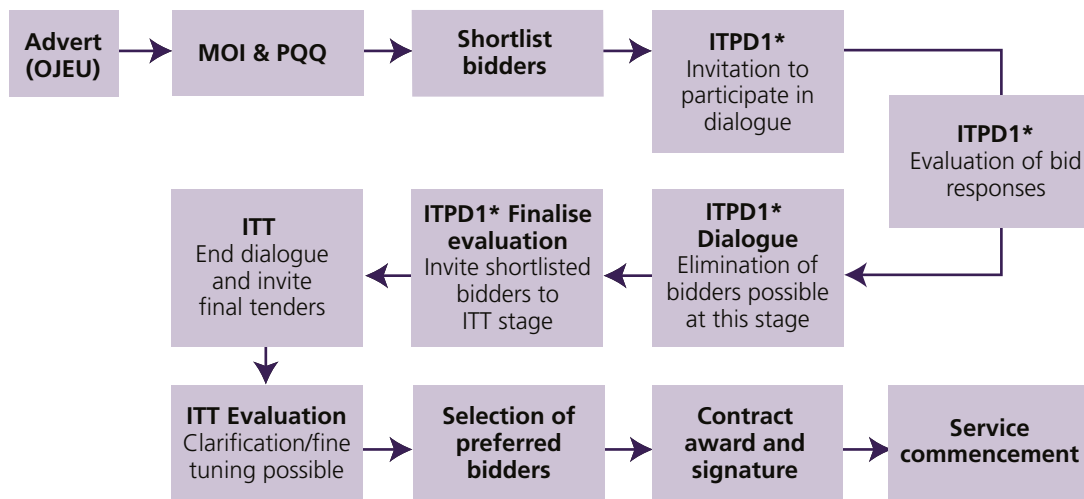 Advert
(OJEU)
MOI & PQQ
Shortlist
bidders
ITPD1*
Invitation to
participate in
dialogue
ITPD1*
Evaluation of bid
responses
ITPD1*
Dialogue
Elimination of
bidders possible
at this stage
ITPD1* Finalise
evaluation
Invite shortlisted
bidders to
ITT stage
ITT
End dialogue
and invite
final tenders
ITT Evaluation
Clarification/fine
tuning possible
Selection of
preferred
bidders
Contract
award and
signature
Service
commencement